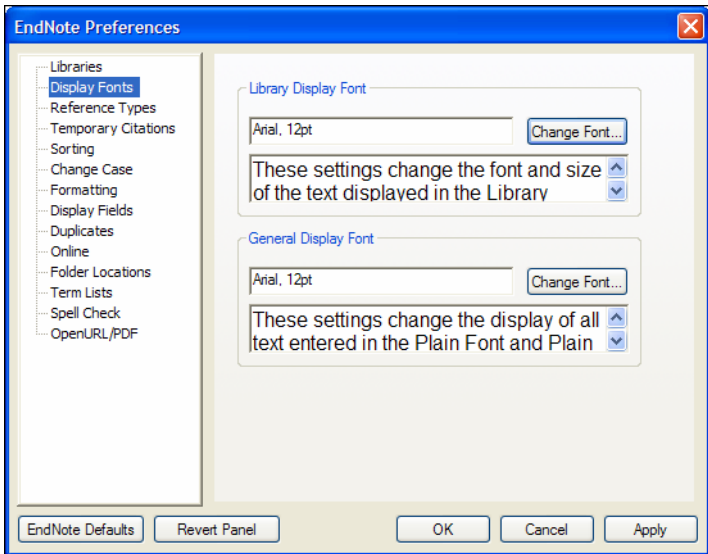 EndNote Preferences
Libraries
Display Fonts
Reference Types
Temporary Citations
Sorting
Change Case
Formatting
Display Fields
Duplicates
Online
Folder Locations
Term Lists
Spell Check
OpenURL/PDF
Library Display Font
Arial, 12pt
Change Font...
These settings change the font and size
of the text displayed in the Library
General Display Font
Arial, 12pt
Change Font...
These settings change the display of all
text entered in the Plain Font and Plain
EndNote Defaults
Revert Panel
OK
Cancel
Apply